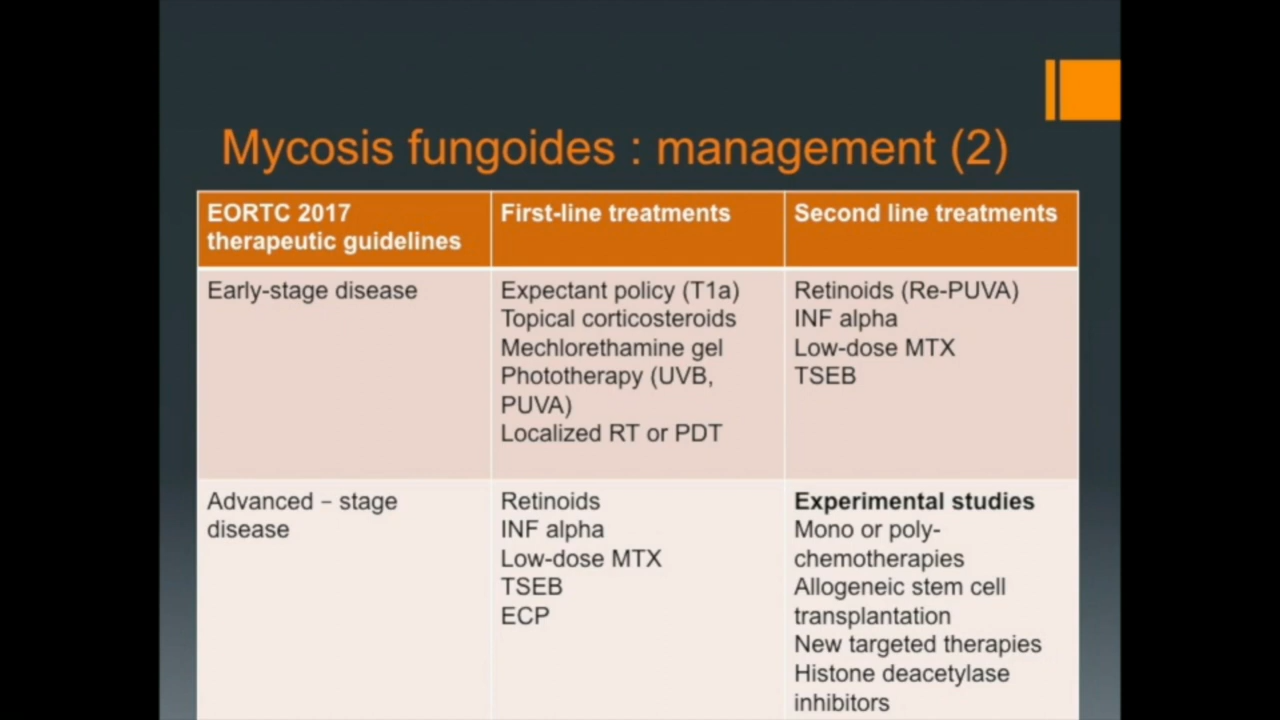 Mycosis fungoides : management (2)
EORTC 2017
therapeutic guidelines
First-line treatments
Second line treatments
Early-stage disease
Expectant policy (T1a)
Topical corticosteroids
Mechlorethamine gel
Phototherapy (UVB,
PUVA)
Localized RT or PDT
Retinoids (Re-PUVA)
INF alpha
Low-dose MTX
TSEB
Advanced – stage
disease
Retinoids
INF alpha
Low-dose MTX
TSEB
ECP
Experimental studies
Mono or poly-
chemotherapies
Allogeneic stem cell
transplantation
New targeted therapies
Histone deacetylase
inhibitors